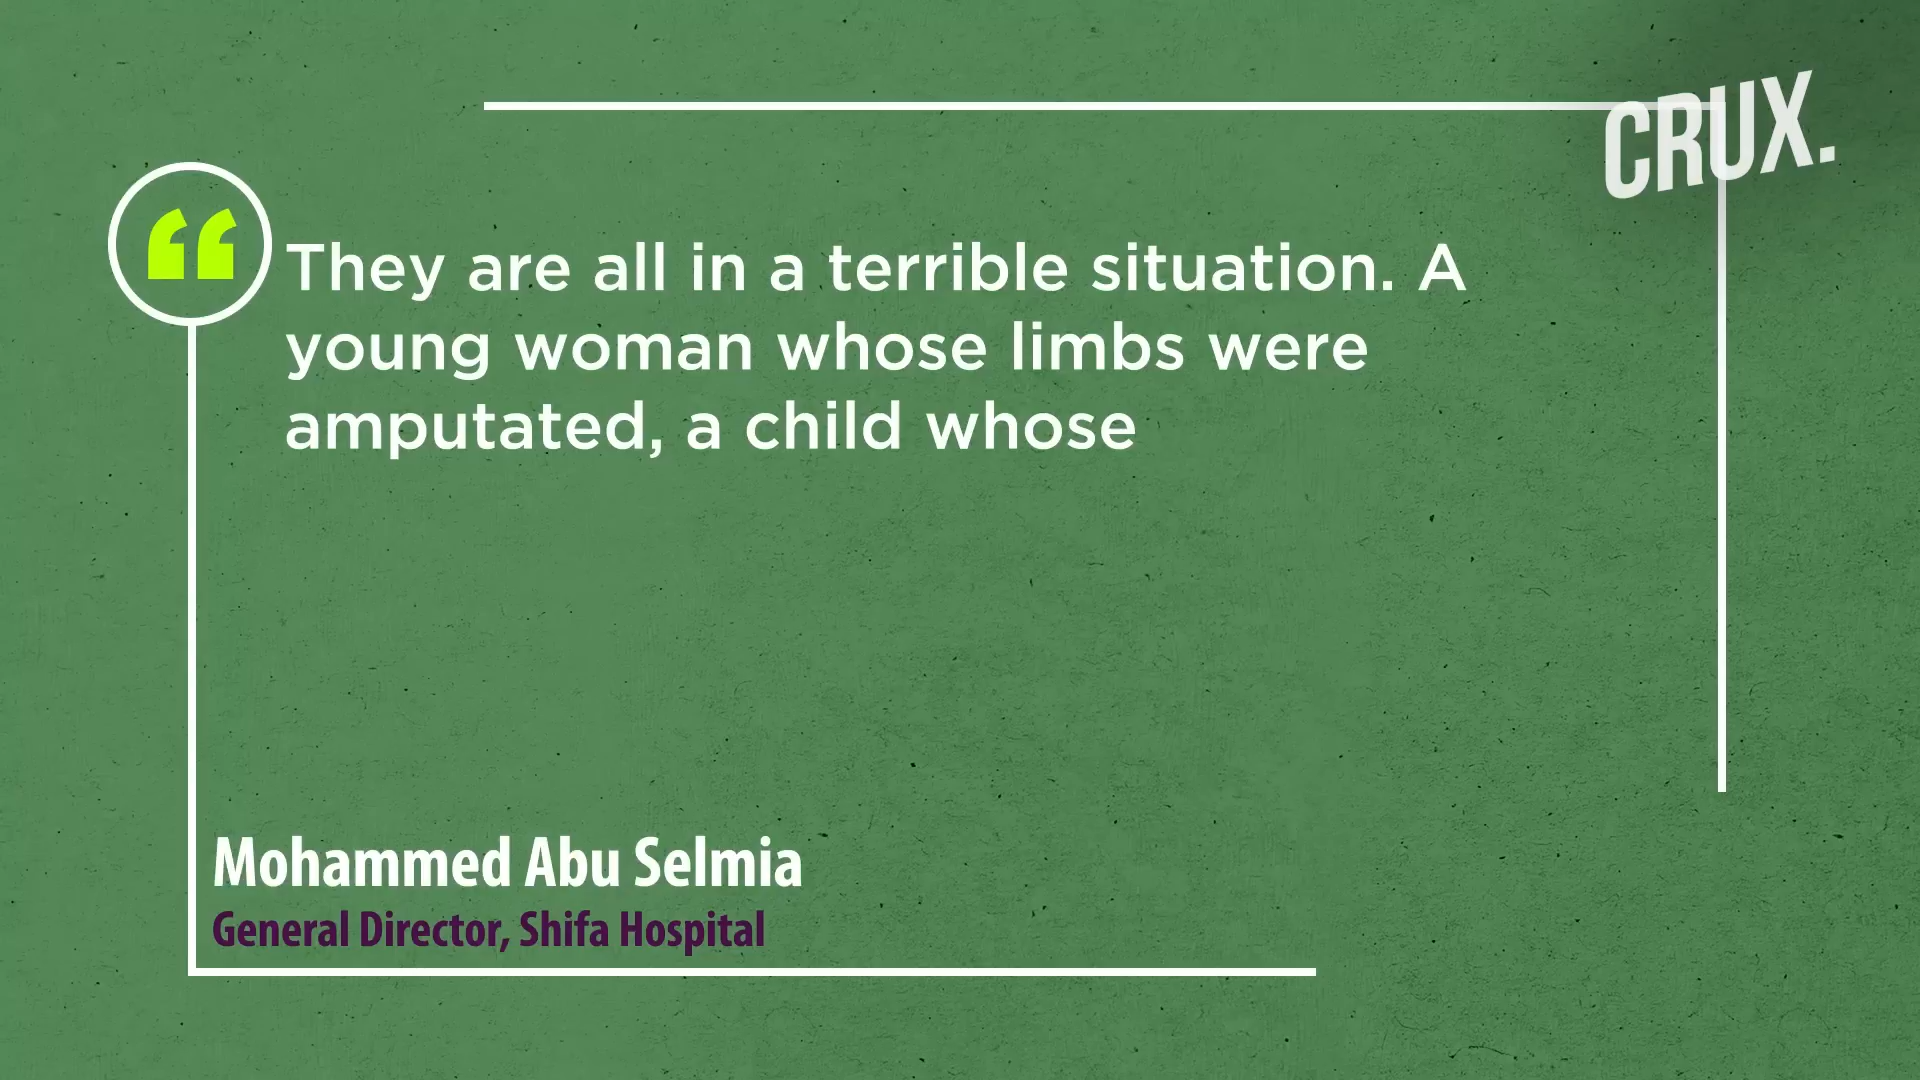 CRUX.
“
They are all in a terrible situation. A
young woman whose limbs were
amputated, a child whose
Mohammed Abu Selmia
General Director, Shifa Hospital